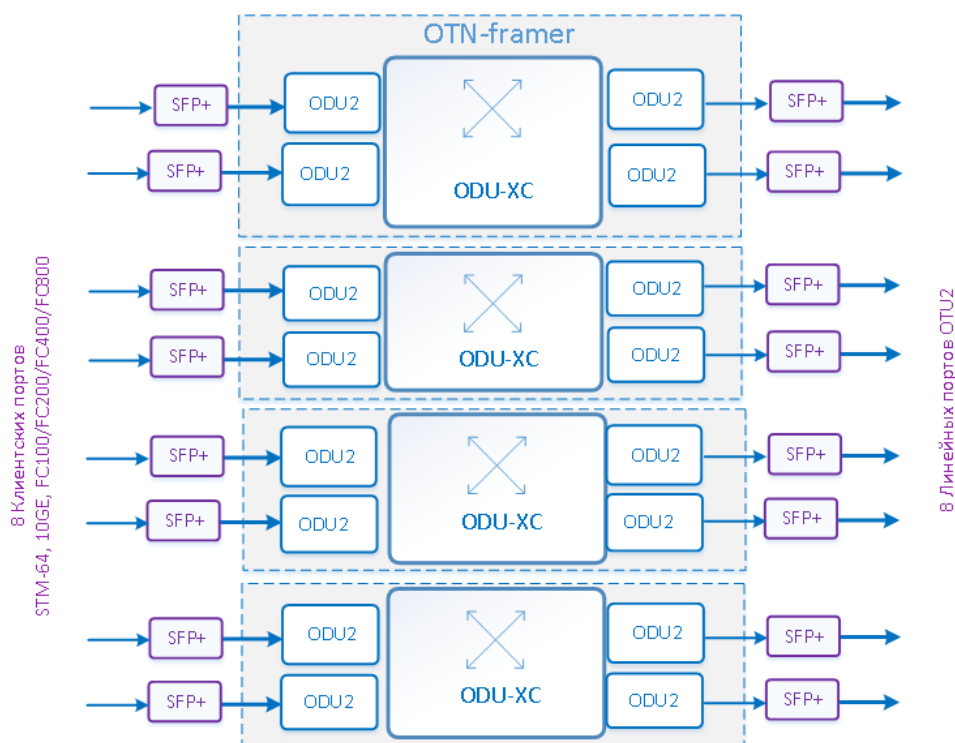 OTN-framer
SFP+
ODU2
ODU2
SFP+
ODU-XC
SFP+
ODU2
ODU2
SFP+
SFP+
ODU2
ODU2
SFP+
ODU-XC
SFP+
ODU2
ODU2
SFP+
8 Клиентских портов
STM-64, 10GE, FC100/FC200/FC400/FC800
8 Линейных портов OTU2
SFP+
ODU2
ODU2
SFP+
ODU-XC
SFP+
ODU2
ODU2
SFP+
SFP+
ODU2
ODU2
SFP+
ODU-XC
SFP+
ODU2
ODU2
SFP+